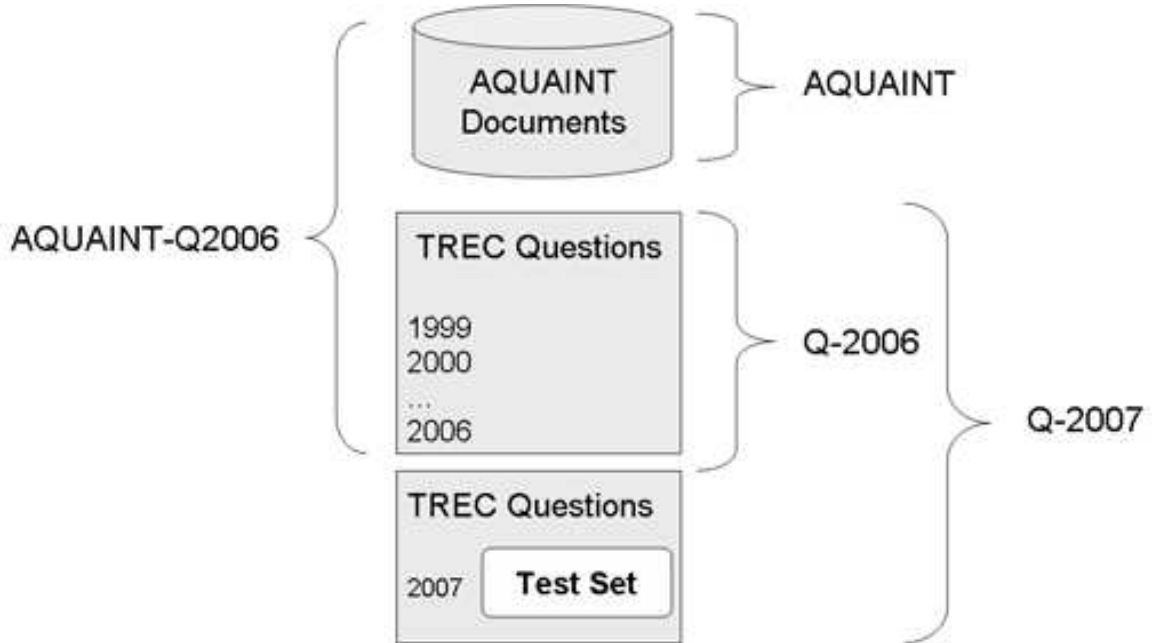 AQUAINT
Documents
AQUAINT
AQUAINT-Q2006
TREC Questions
1999
2000
...
2006
Q-2006
Q-2007
TREC Questions
2007 Test Set